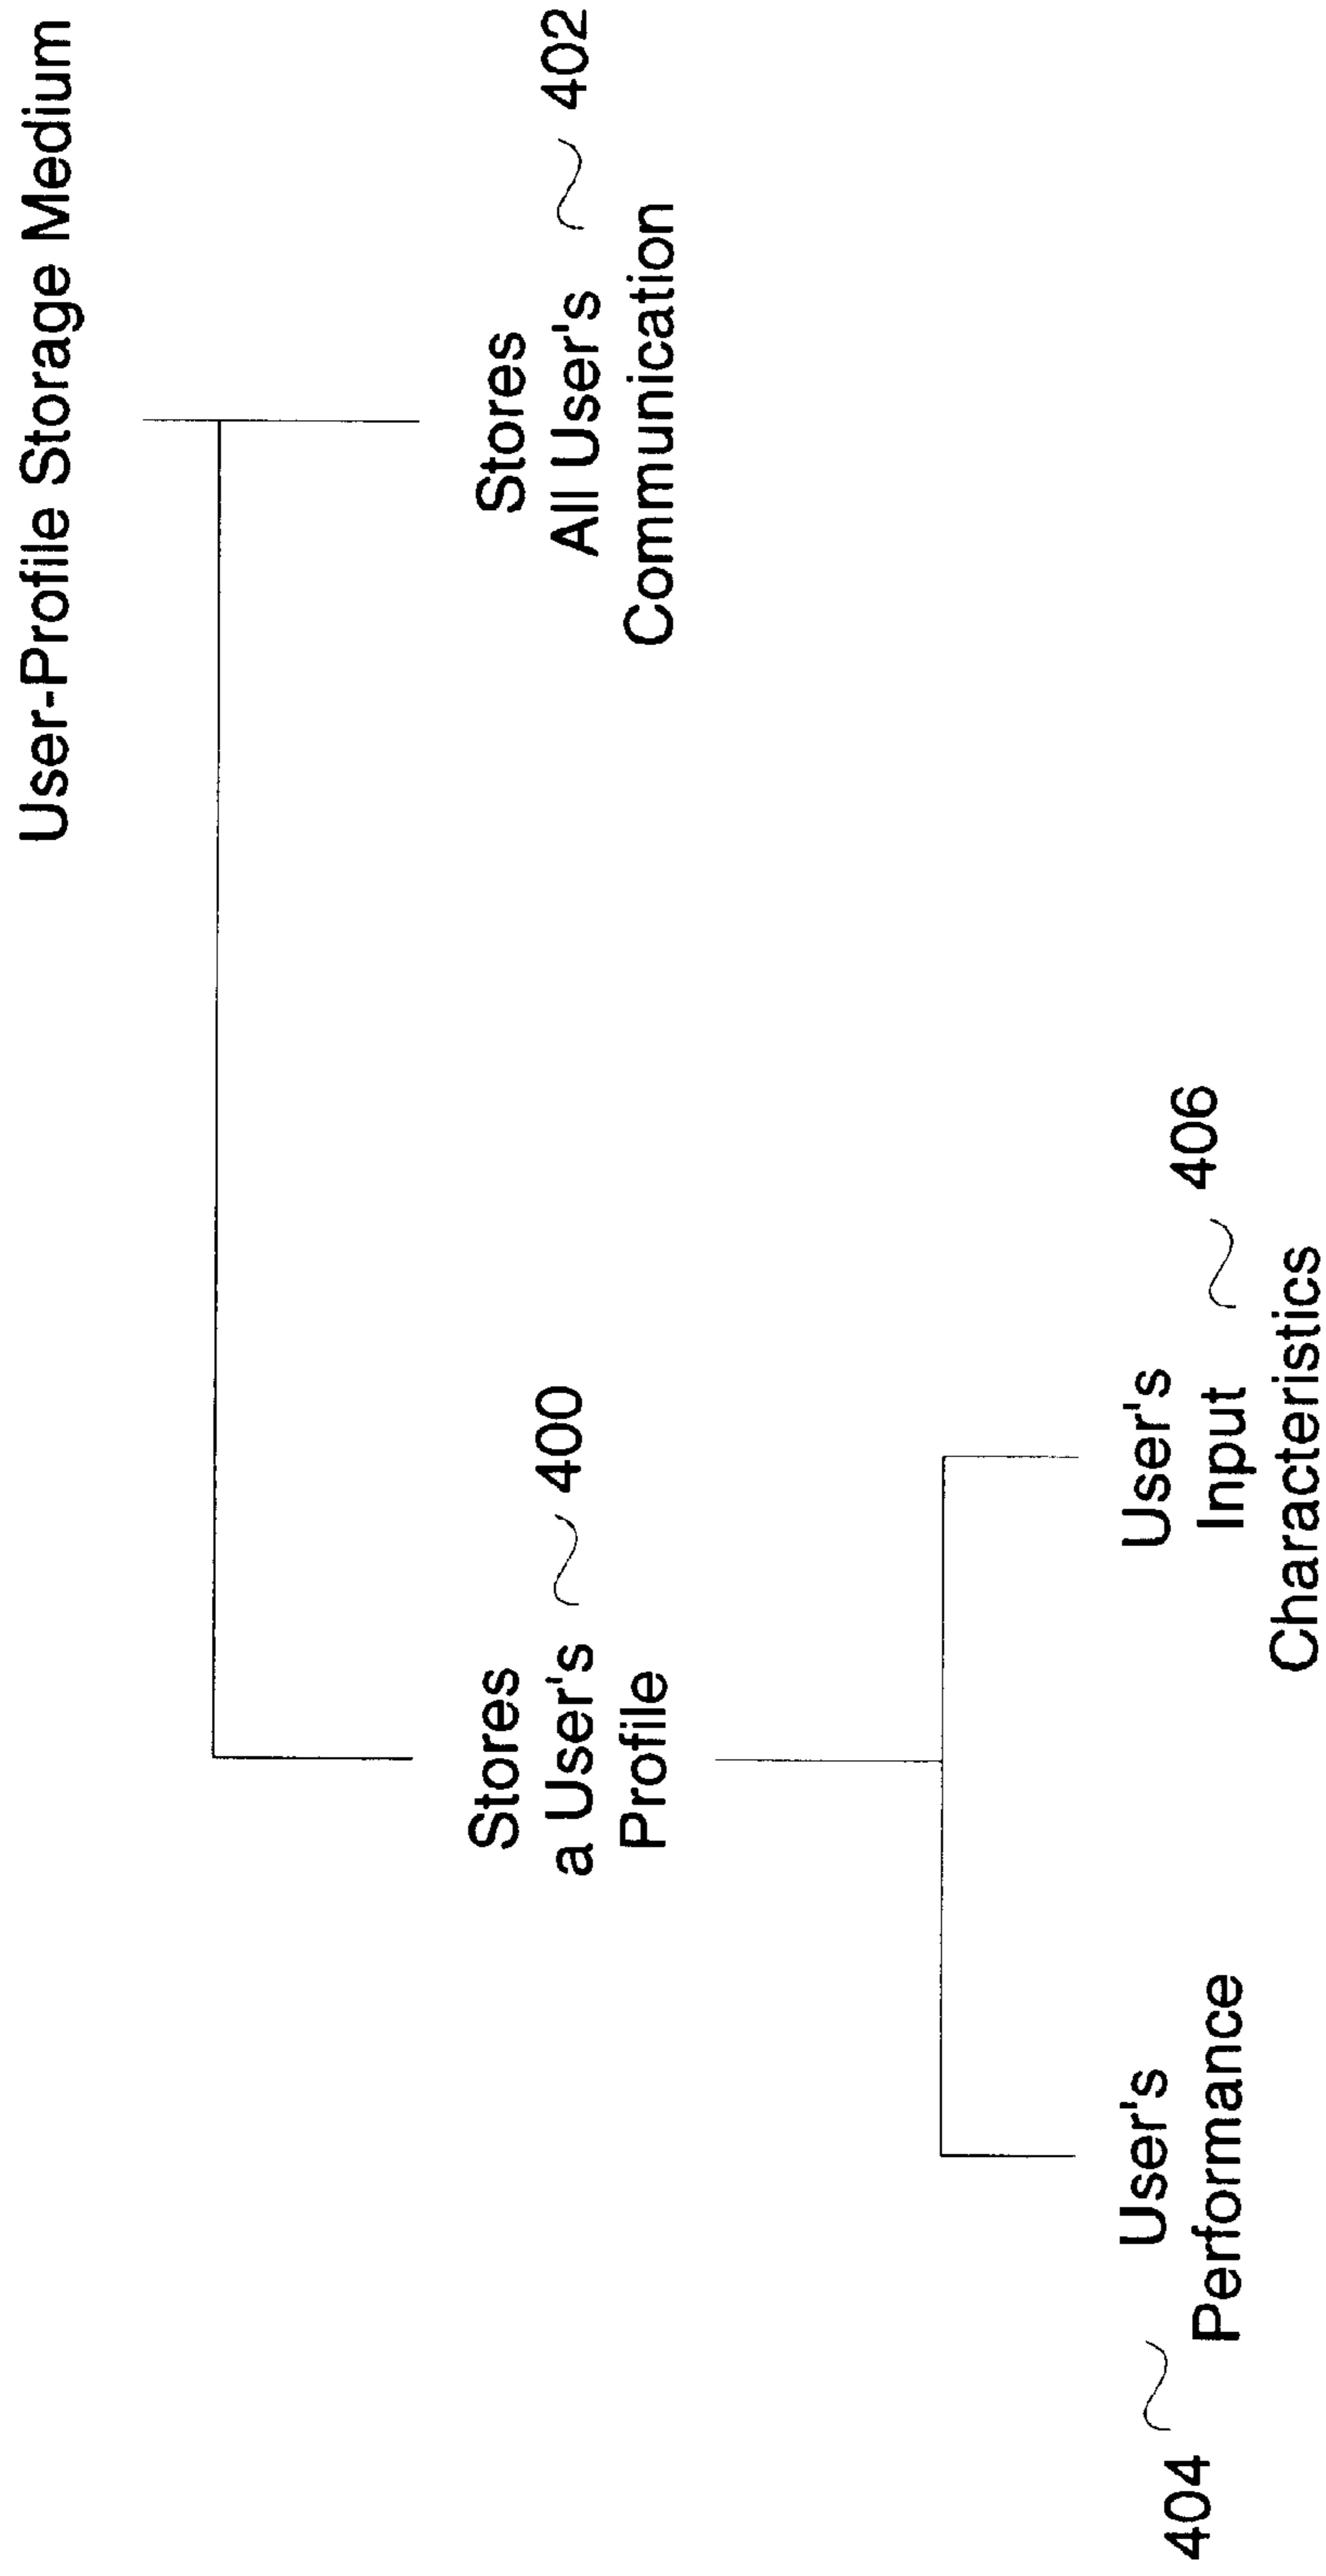 User-Profile Storage Medium
Stores
a User's
Profile
400
Stores
All User's
Communication
402
404
User's
Performance
User's
Input
Characteristics
406